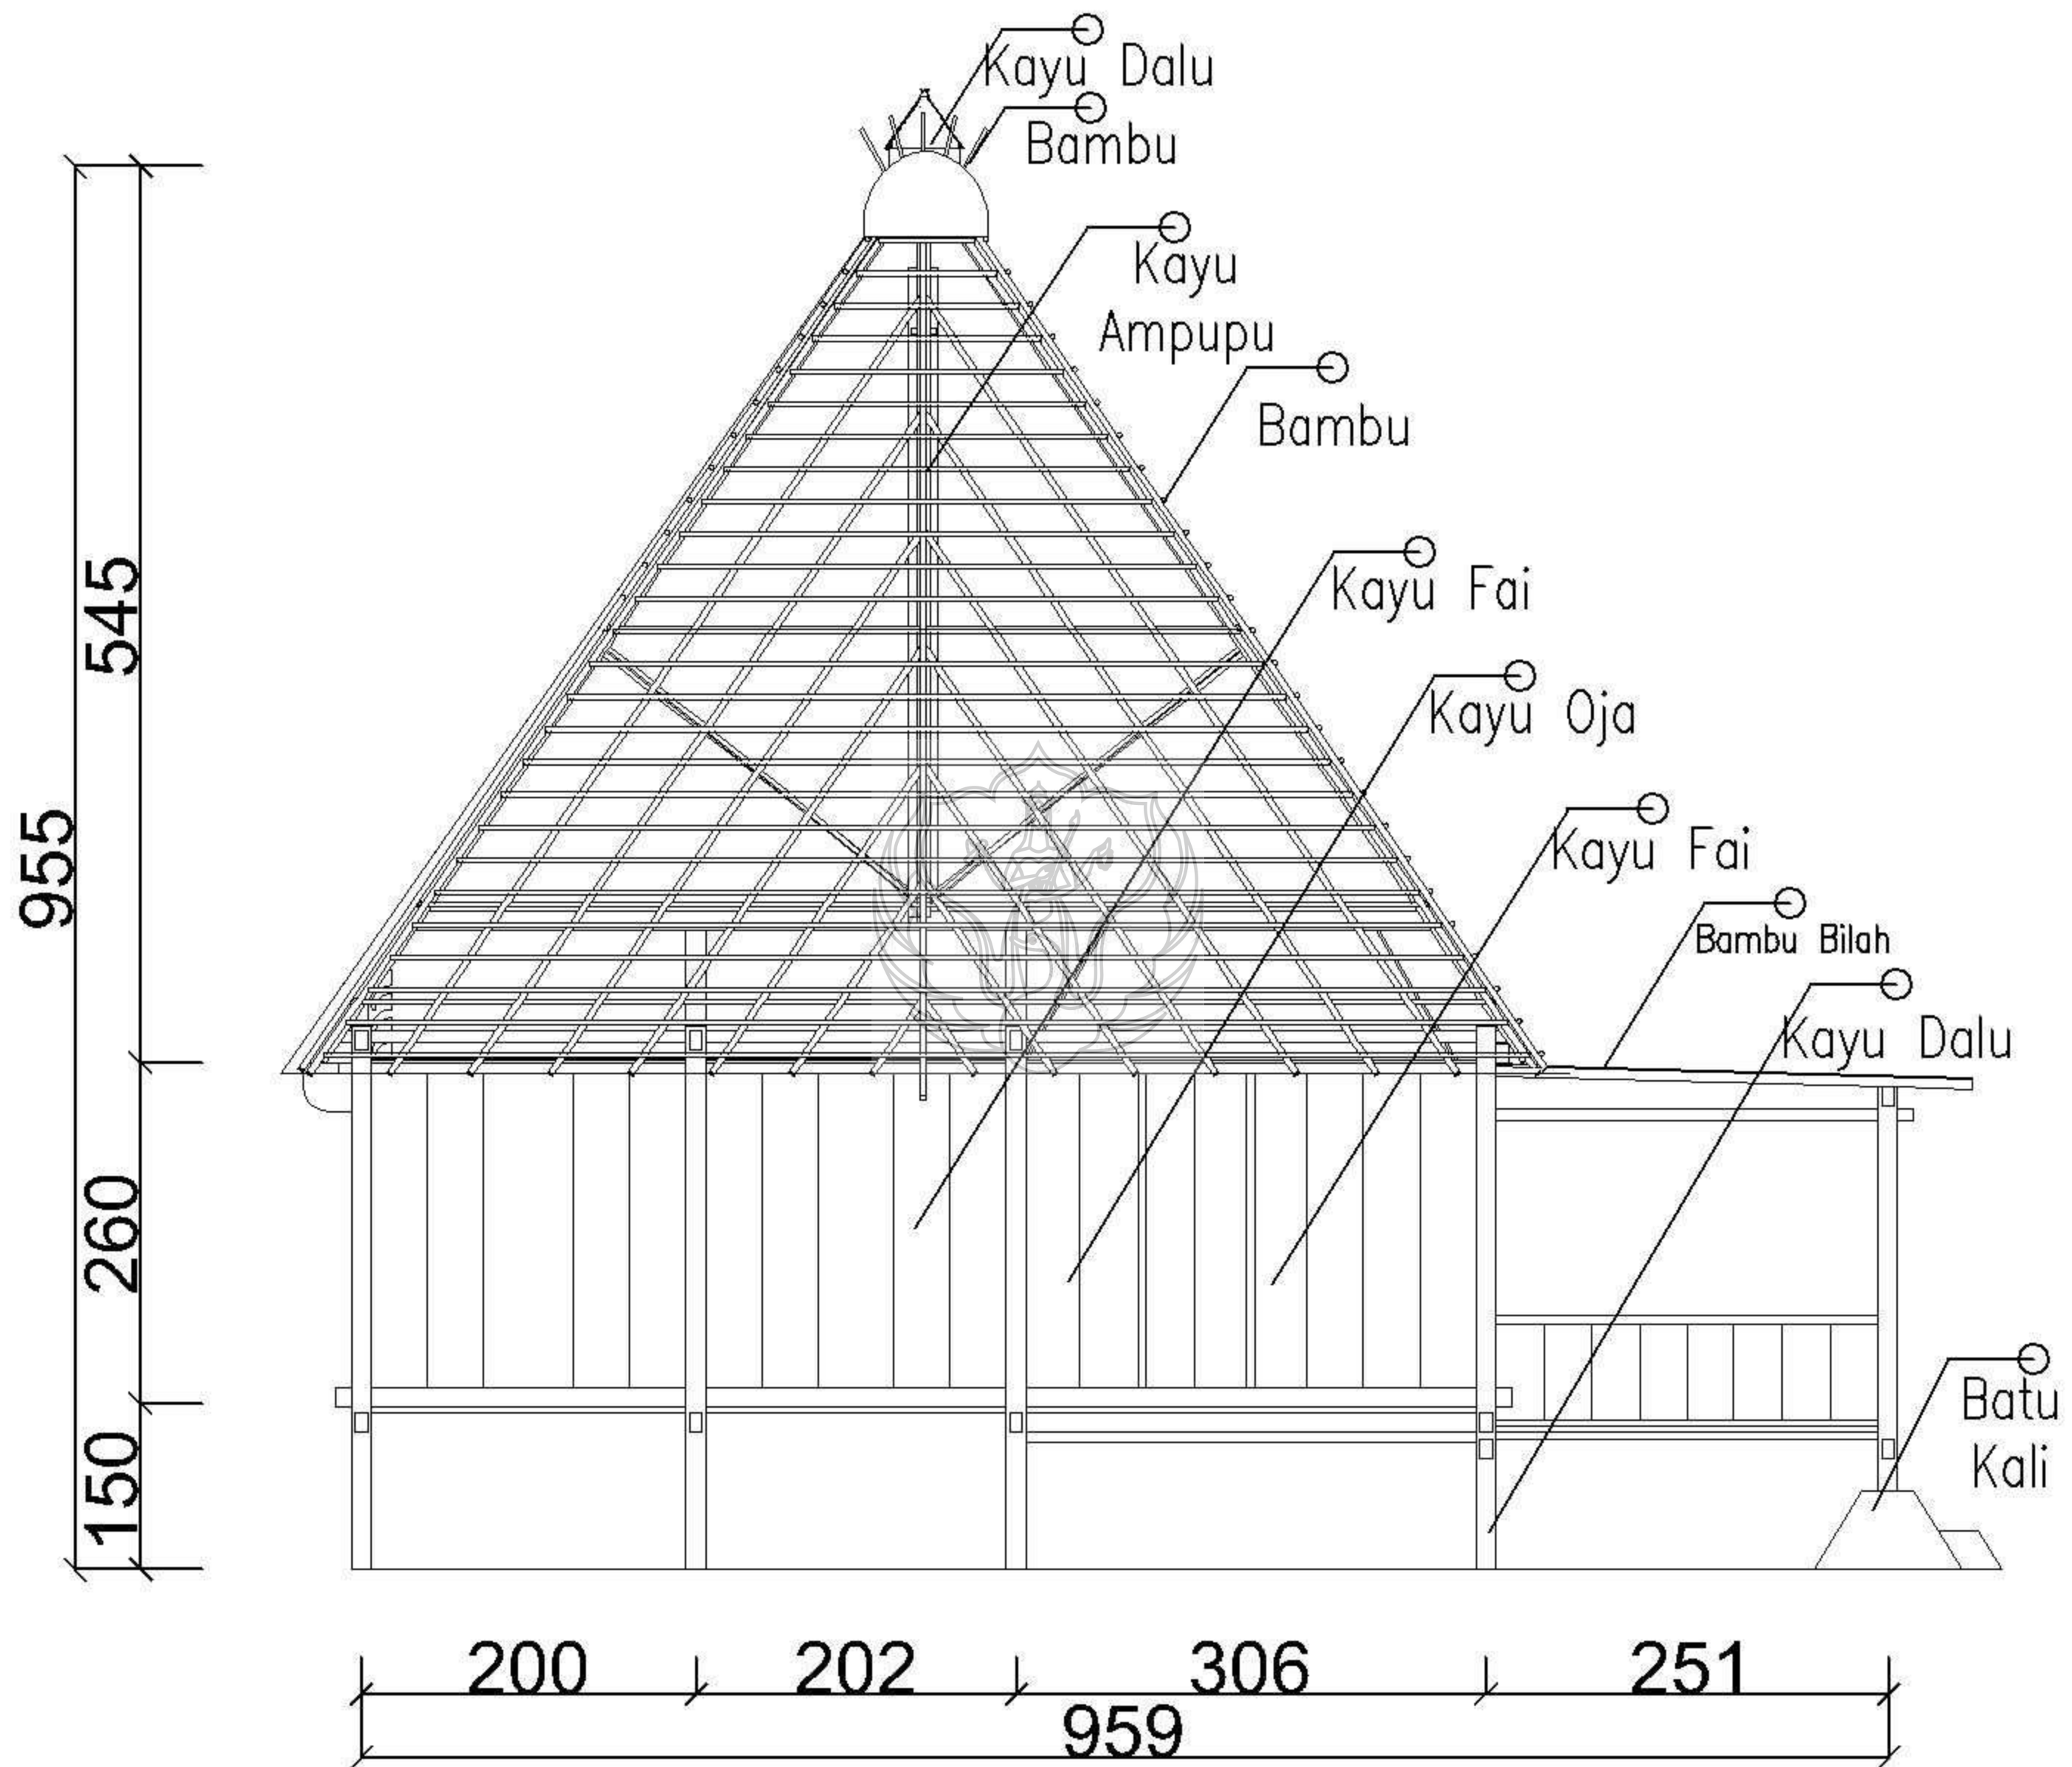 Kayu Dalu
Bambu
Kayu
Ampupu
Bambu
Kayu Fai
Kayu Oja
Kayu Fai
Bambu Bilah
Kayu Dalu
Batu
Kali
545
955
260
150
200 202 306 251
959